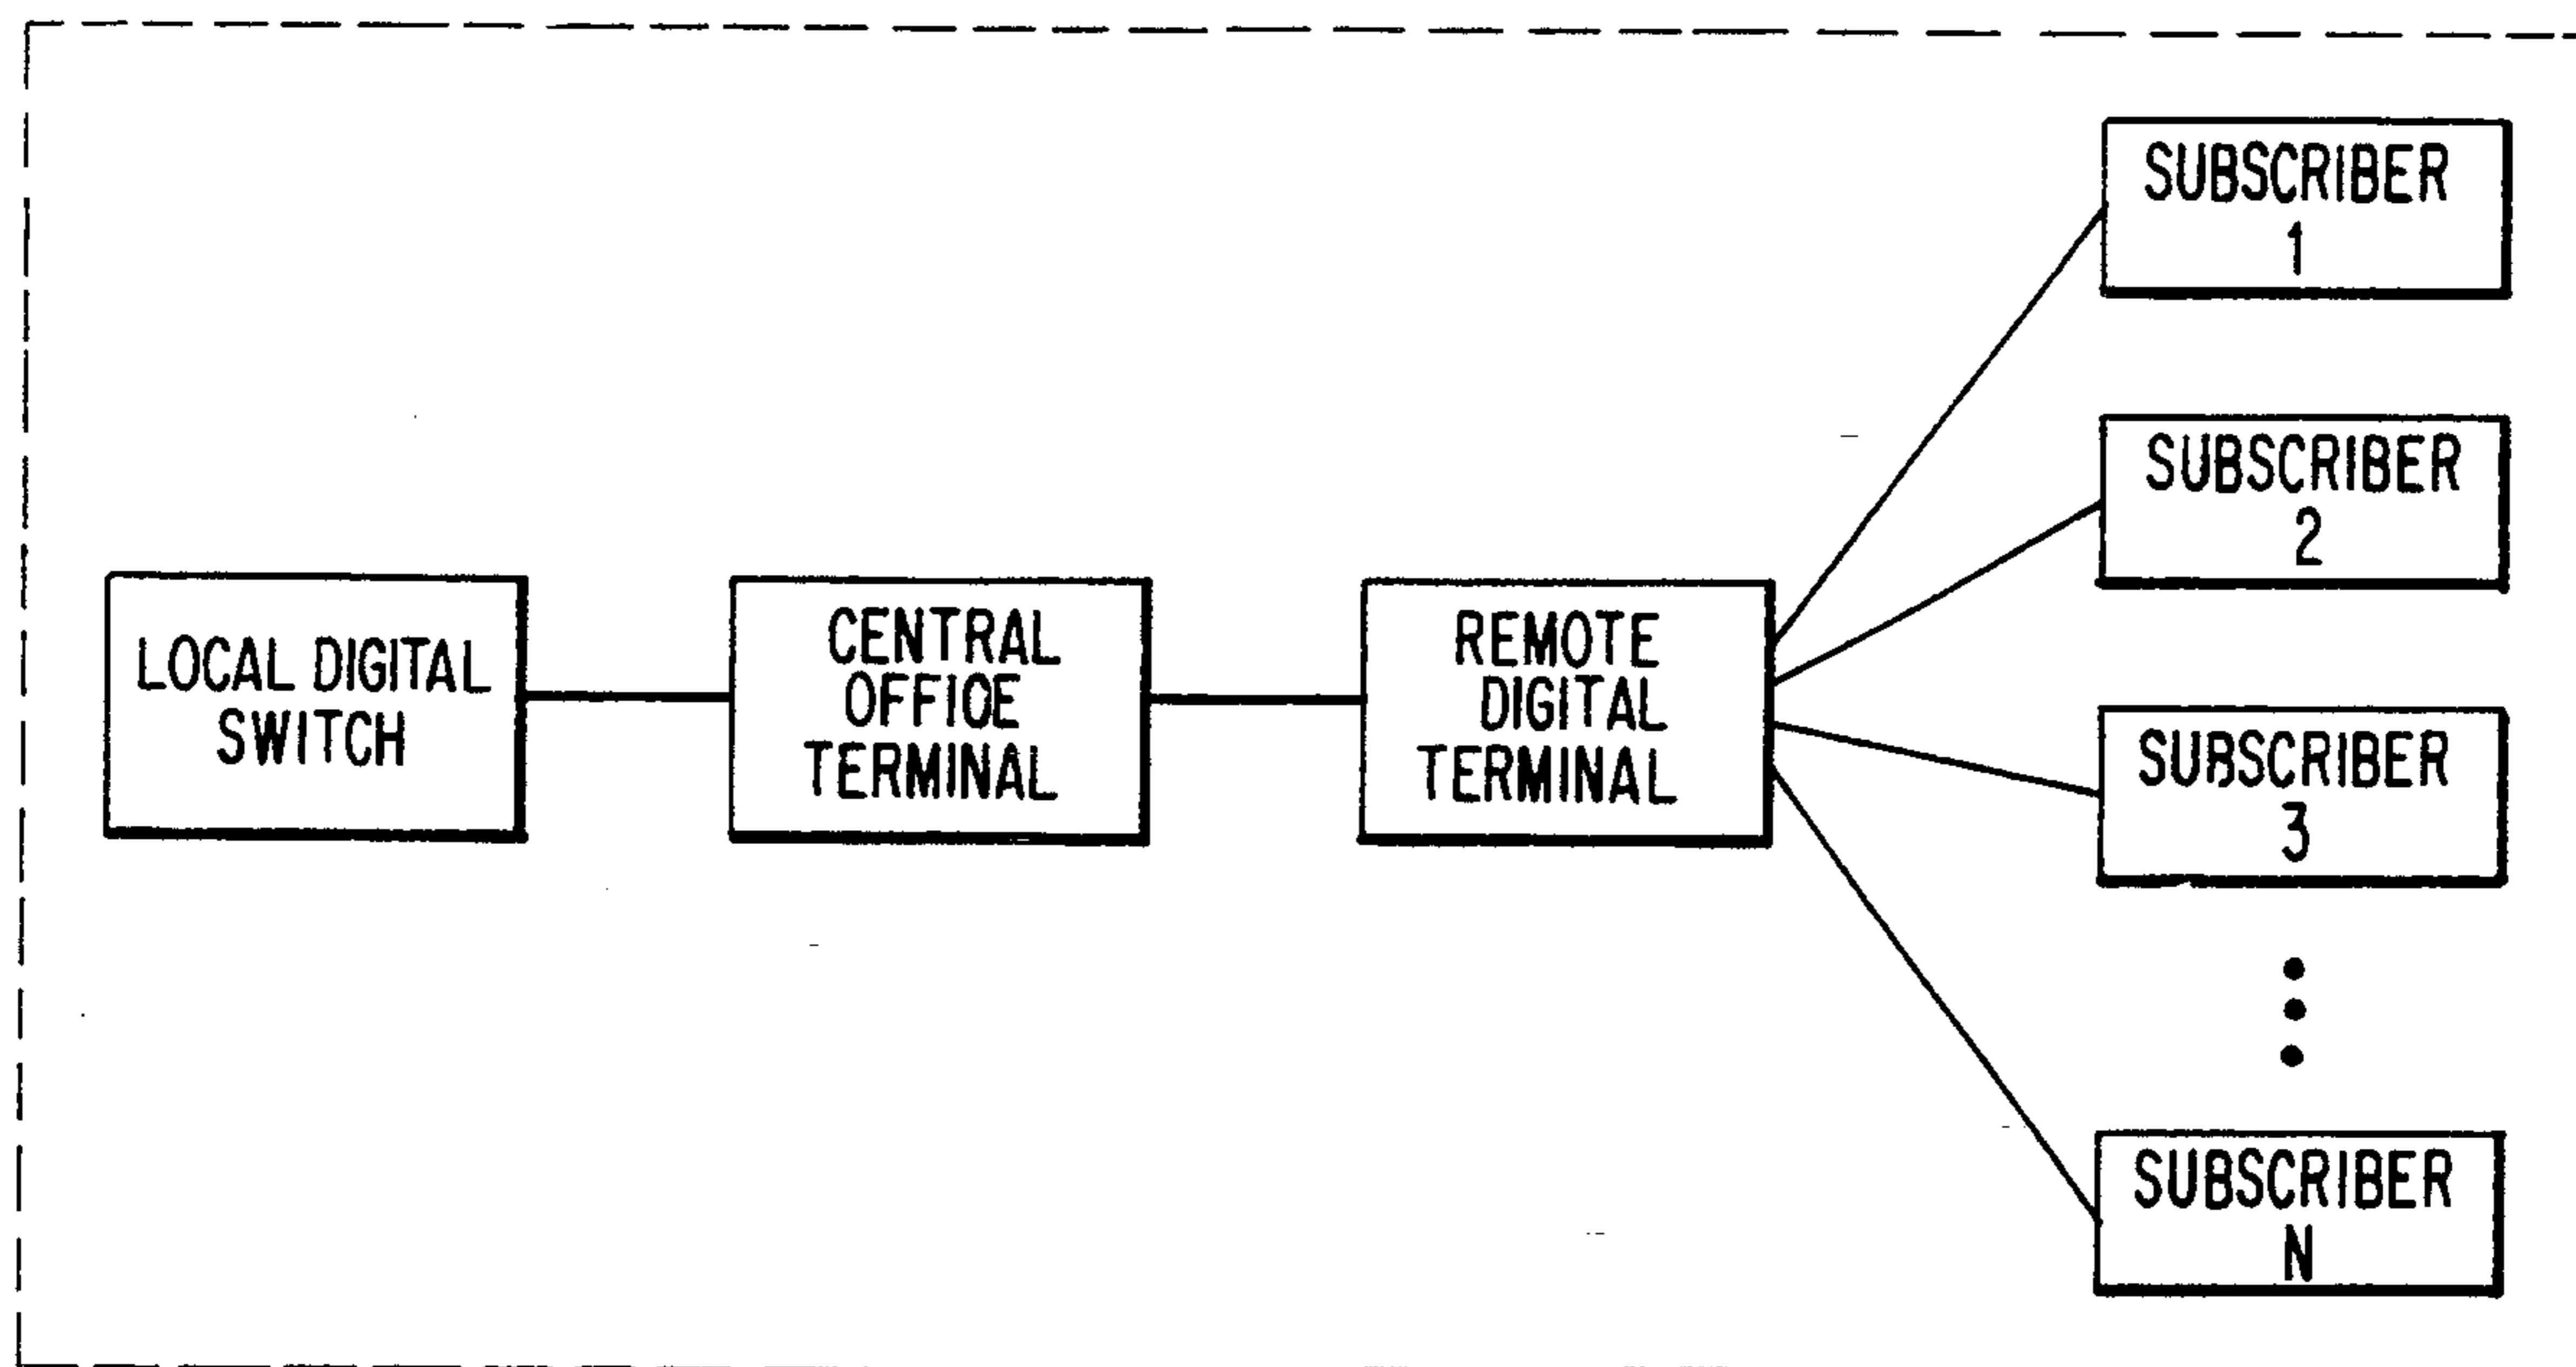 LOCAL DIGITAL
SWITCH
CENTRAL
OFFICE
TERMINAL
REMOTE
DIGITAL
TERMINAL
SUBSCRIBER
1
SUBSCRIBER
2
SUBSCRIBER
3
SUBSCRIBER
N